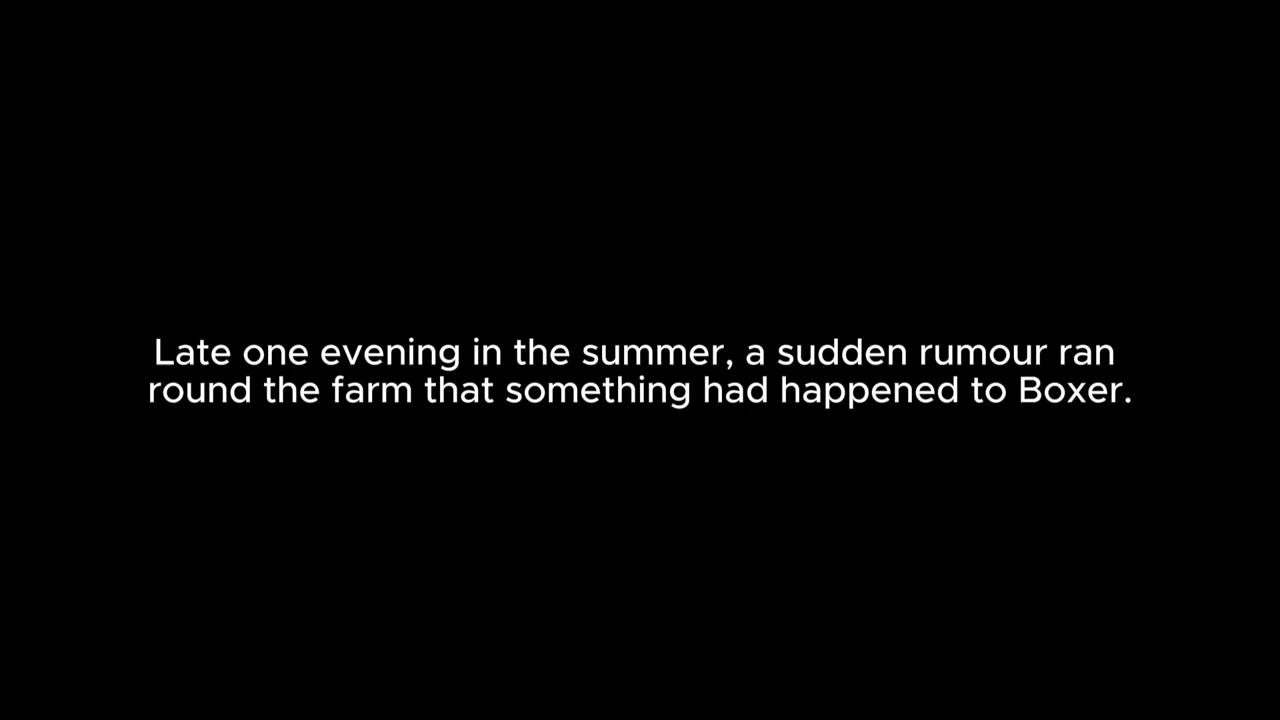 Late one evening in the summer, a sudden rumour ran
round the farm that something had happened to Boxer.